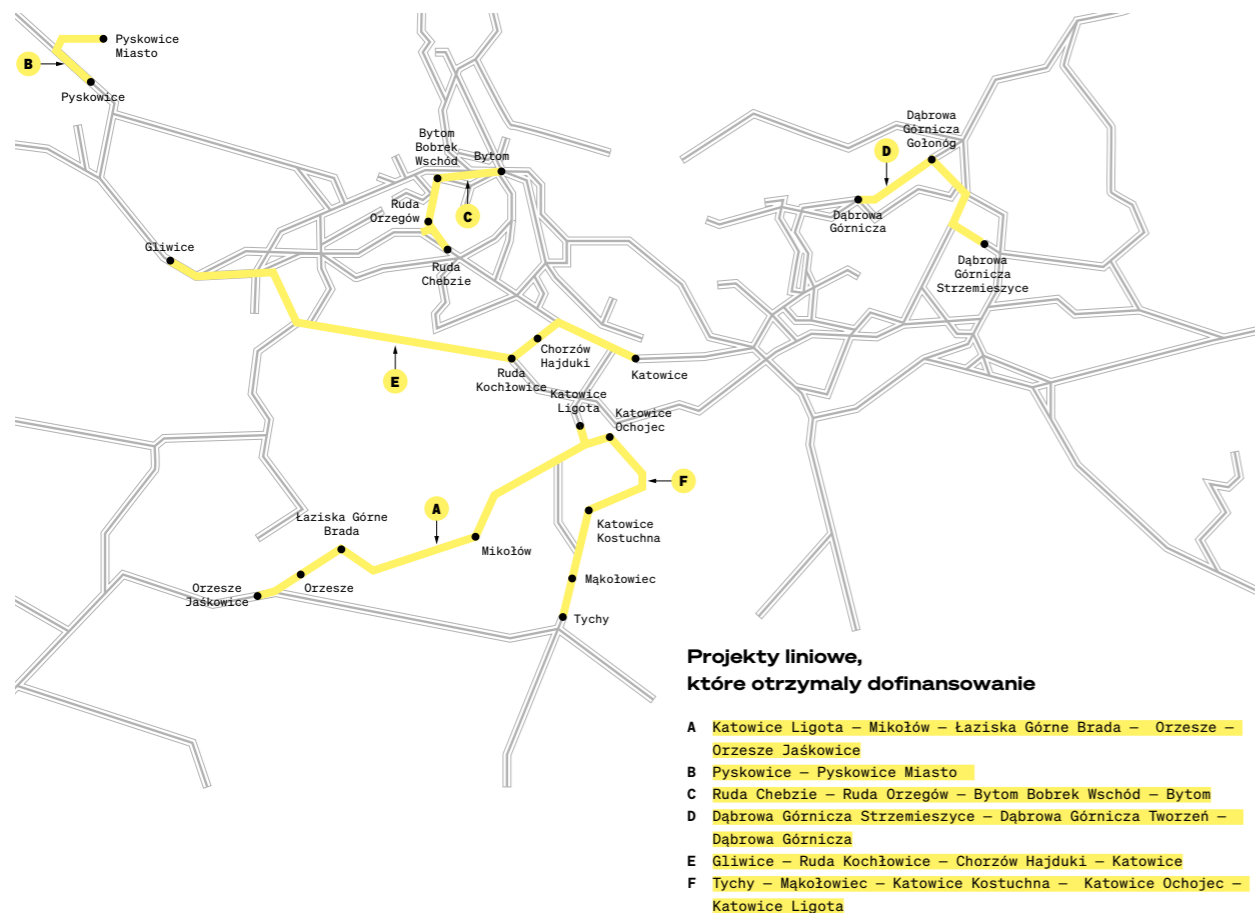 Pyskowice
Miasto
B
Pyskowice
Bytom
Bobrek
Wschód
Bytom
C
Ruda
Orzegów
Ruda
Chebzie
Gliwice
Dąbrowa
Górnicza
Gołonóg
D
Dąbrowa
Górnicza
Dąbrowa
Górnicza
Strzemieszyce
E
Chorzów
Hajduki
Ruda
Kochłowice
Katowice
Katowice
Ligota
Katowice
Ochojec
F
Katowice
Kostuchna
A
Łaziska Górne
Brada
Mikołów
Orzesze
Jaśkowice
Orzesze
Mąkołowiec
Tychy
Projekty liniowe,
które otrzymaly dofinansowanie
A Katowice Ligota – Mikołów – Łaziska Górne Brada – Orzesze –
Orzesze Jaśkowice
B Pyskowice – Pyskowice Miasto
C Ruda Chebzie – Ruda Orzegów – Bytom Bobrek Wschód – Bytom
D Dąbrowa Górnicza Strzemieszyce – Dąbrowa Górnicza Tworzeń –
Dąbrowa Górnicza
E Gliwice – Ruda Kochłowice – Chorzów Hajduki – Katowice
F Tychy – Mąkołowiec – Katowice Kostuchna – Katowice Ochojec –
Katowice Ligota